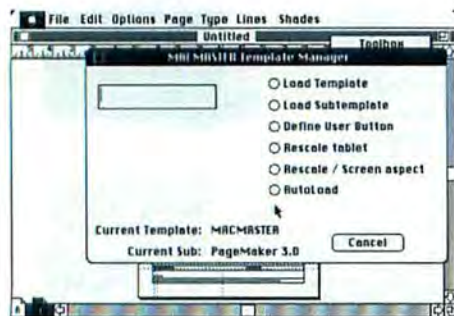 File Edit Options Page Type Lines Shades
Untitled
Toolbox
MACMASTER Template Manager
Load Template
Load Subtemplate
Define User Button
Rescale tablet
Rescale / Screen aspect
AutoLoad
Current Template: MACMASTER
Current Sub: PageMaker 3.0
Cancel